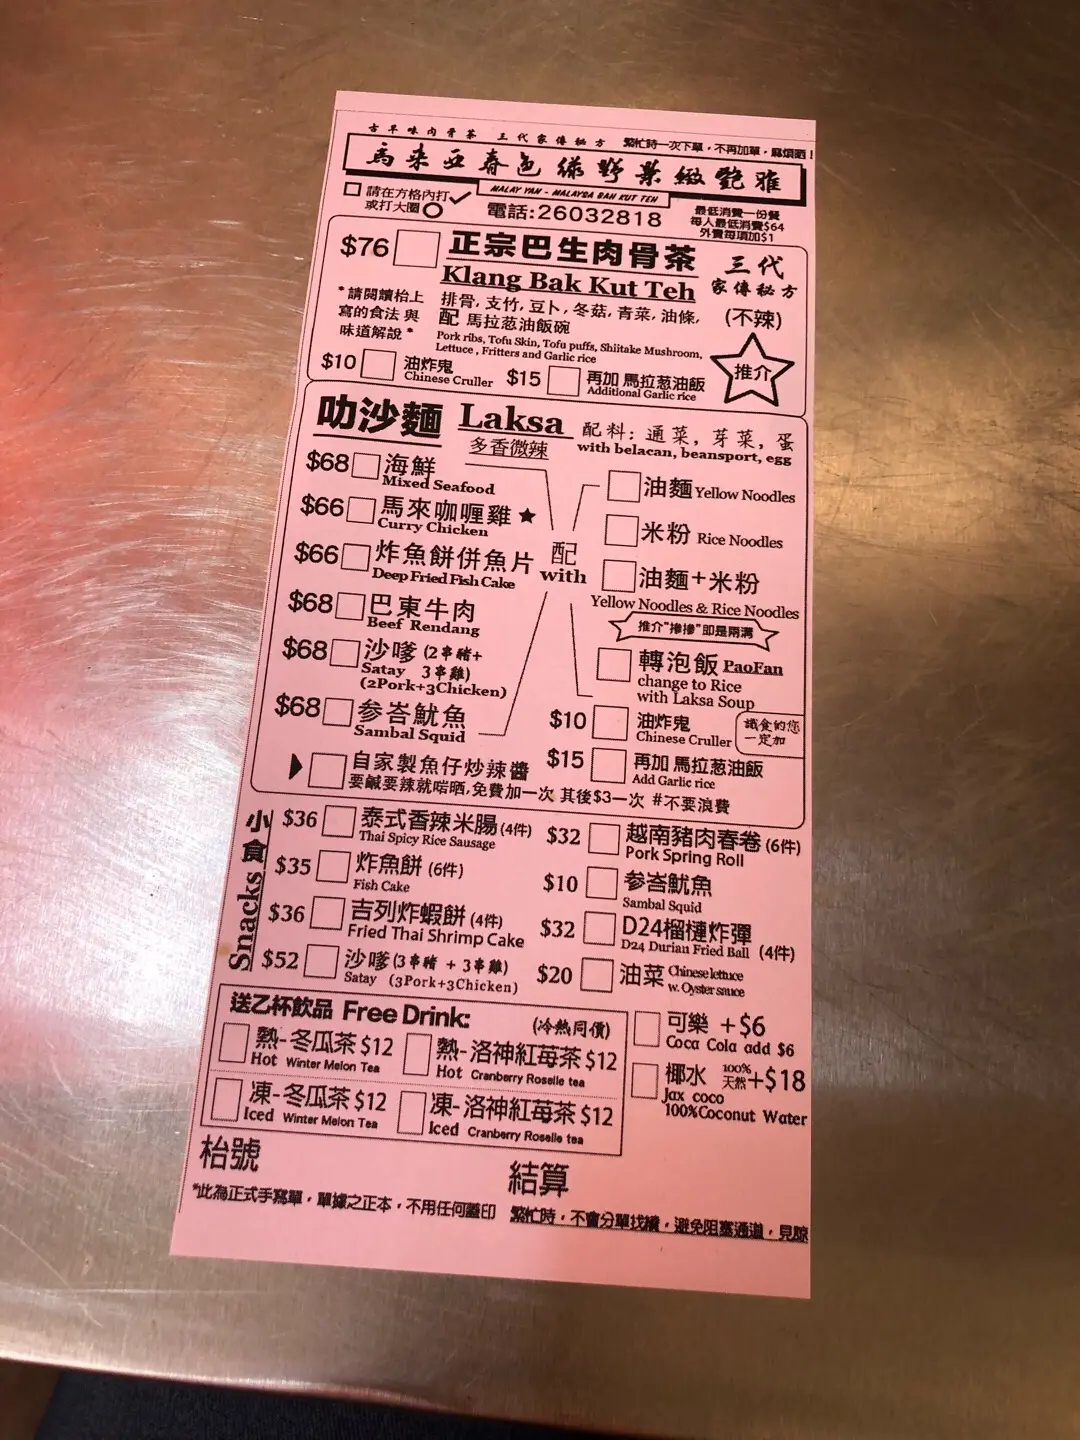 古早味肉骨茶 三代家傳秘方 繁忙時一次下單，不再加單，麻煩晒！
馬來亞春色綠野景緻艷雅
MALAY YAH - MALAYSA BAH KUT TEH
請在方格內打✓
或打大圈○
電話:26032818
最低消費一份餐
每人最低消費$64
外賣每項加$1
$76 正宗巴生肉骨茶
Klang Bak Kut Teh
三代
家傳秘方
(不辣)
*請閱讀枱上
寫的食法 與
味道解說*
排骨, 支竹, 豆卜, 冬菇, 青菜, 油條,
配 馬拉葱油飯碗
Pork ribs, Tofu Skin, Tofu puffs, Shiitake Mushroom,
Lettuce , Fritters and Garlic rice
推介
$10 油炸鬼
Chinese Cruller
$15 再加 馬拉葱油飯
Additional Garlic rice
叻沙麵 Laksa
多香微辣
配料: 通菜, 芽菜, 蛋
with belacan, beansport, egg
$68 海鮮
Mixed Seafood
$66 馬來咖喱雞★
Curry Chicken
$66 炸魚餅併魚片
Deep Fried Fish Cake
$68 巴東牛肉
Beef Rendang
$68 沙嗲 (2串豬+
Satay 3串雞)
(2Pork+3Chicken)
$68 参峇魷魚
Sambal Squid
配
with
油麵 Yellow Noodles
米粉 Rice Noodles
油麵+米粉
Yellow Noodles & Rice Noodles
推介"摻摻"即是兩溝
轉泡飯 PaoFan
change to Rice
with Laksa Soup
$10 油炸鬼
Chinese Cruller
識食的您
一定加
$15 再加 馬拉葱油飯
Add Garlic rice
自家製魚仔炒辣醬
要鹹要辣就啱晒,免費加一次 其後$3一次 #不要浪費
小食 Snacks
$36 泰式香辣米腸 (4件)
Thai Spicy Rice Sausage
$35 炸魚餅 (6件)
Fish Cake
$36 吉列炸蝦餅 (4件)
Fried Thai Shrimp Cake
$52 沙嗲 (3串豬 + 3串雞)
Satay (3Pork+3Chicken)
$32 越南豬肉春卷 (6件)
Pork Spring Roll
$10 参峇魷魚
Sambal Squid
$32 D24榴槤炸彈
D24 Durian Fried Ball (4件)
$20 油菜 Chinese lettuce
w. Oyster sauce
送乙杯飲品 Free Drink:
(冷熱同價)
熱-冬瓜茶 $12
Hot Winter Melon Tea
熱-洛神紅莓茶 $12
Hot Cranberry Roselle tea
凍-冬瓜茶 $12
Iced Winter Melon Tea
凍-洛神紅莓茶 $12
Iced Cranberry Roselle tea
可樂 +$6
Coca Cola add $6
椰水 100% 天然 +$18
Jax coco
100%Coconut Water
枱號
結算
*此為正式手寫單，單據之正本，不用任何蓋印
繁忙時，不會分單找續，避免阻塞通道，見諒